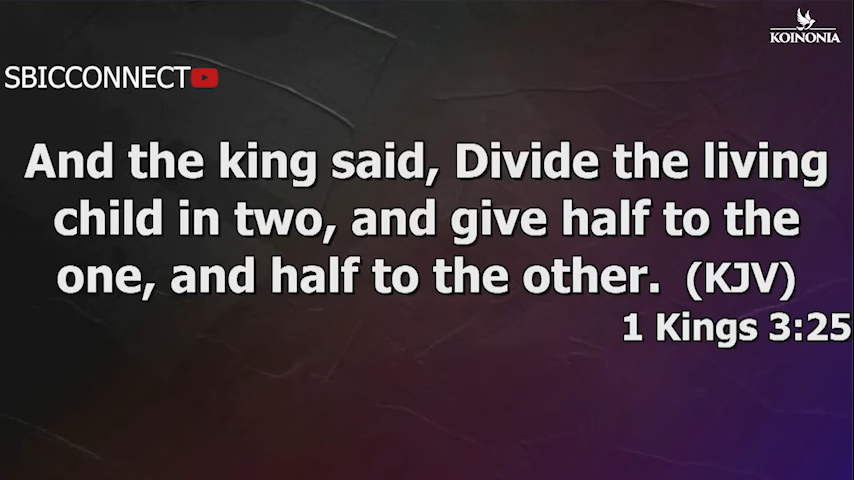 KOINONIA
SBICCONNECT
And the king said, Divide the living
child in two, and give half to the
one, and half to the other. (KJV)
1 Kings 3:25